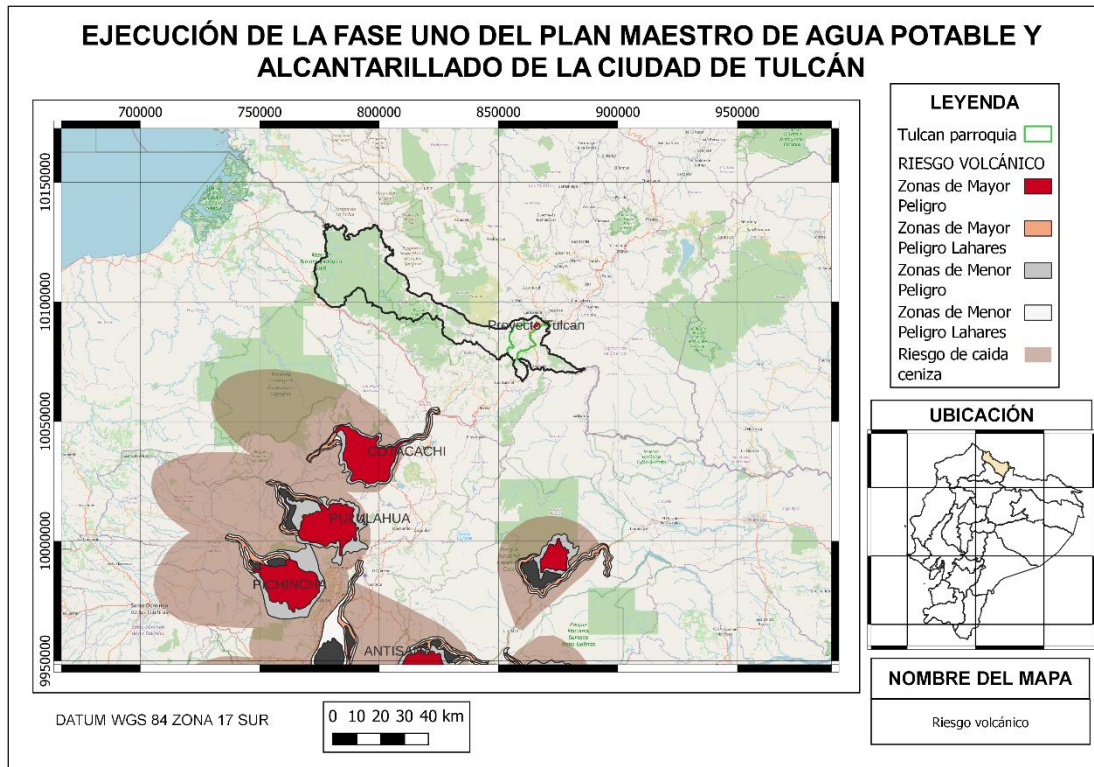 EJECUCIÓN DE LA FASE UNO DEL PLAN MAESTRO DE AGUA POTABLE Y
ALCANTARILLADO DE LA CIUDAD DE TULCÁN
700000 750000 800000 850000 900000 950000
10150000
10100000
10050000
10000000
9950000
Proyecto Tulcan
COTACACHI
PULULAHUA
PICHINCHA
ANTISANA
LEYENDA
Tulcan parroquia
RIESGO VOLCÁNICO
Zonas de Mayor
Peligro
Zonas de Mayor
Peligro Lahares
Zonas de Menor
Peligro
Zonas de Menor
Peligro Lahares
Riesgo de caida
ceniza
UBICACIÓN
NOMBRE DEL MAPA
Riesgo volcánico
DATUM WGS 84 ZONA 17 SUR
0 10 20 30 40 km